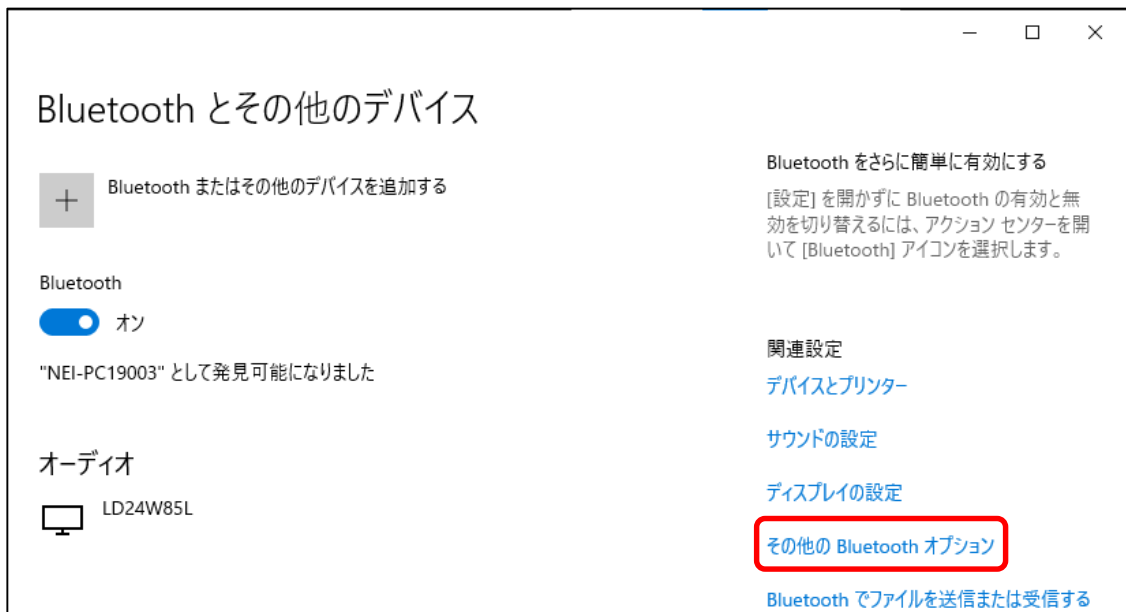 Bluetooth とその他のデバイス
Bluetooth またはその他のデバイスを追加する
Bluetooth
オン
"NEI-PC19003" として発見可能になりました
オーディオ
LD24W85L
Bluetooth をさらに簡単に有効にする
[設定] を開かずに Bluetooth の有効と無
効を切り替えるには、アクション センターを開
いて [Bluetooth] アイコンを選択します。
関連設定
デバイスとプリンター
サウンドの設定
ディスプレイの設定
その他の Bluetooth オプション
Bluetooth でファイルを送信または受信する